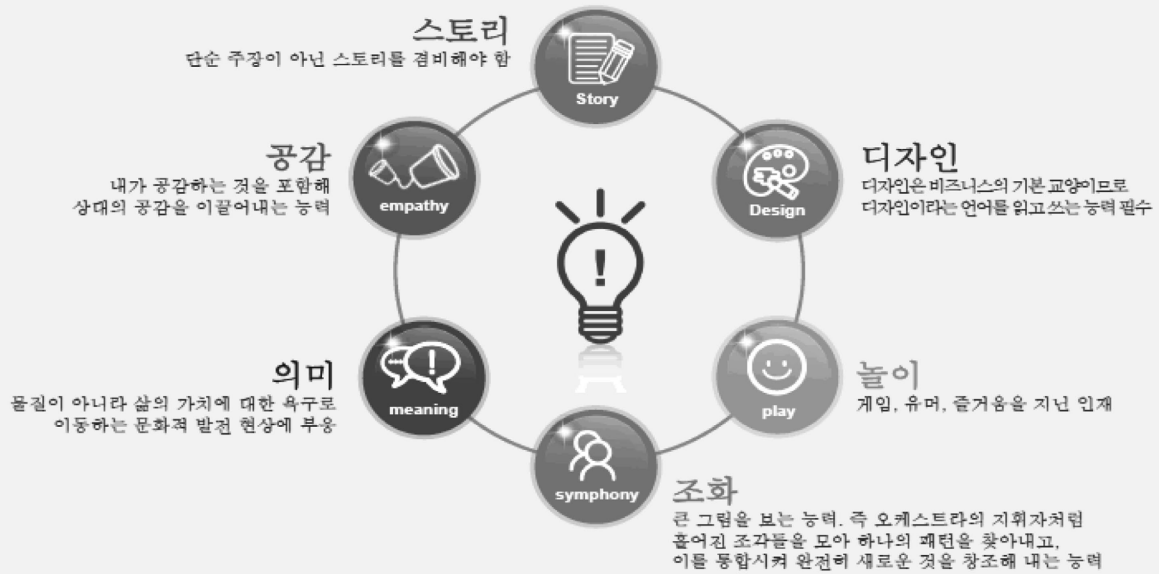 스토리
단순 주장이 아닌 스토리를 겸비해야 함
Story
공감
내가 공감하는 것을 포함해
상대의 공감을 이끌어내는 능력
empathy
디자인
디자인은 비즈니스의 기본 교양이므로
디자인이라는 언어를 읽고 쓰는 능력 필수
Design
의미
물질이 아니라 삶의 가치에 대한 욕구로
이동하는 문화적 발전 현상에 부응
meaning
놀이
게임, 유머, 즐거움을 지닌 인재
play
symphony
조화
큰 그림을 보는 능력. 즉 오케스트라의 지휘자처럼
흩어진 조각들을 모아 하나의 패턴을 찾아내고,
이를 통합시켜 완전히 새로운 것을 창조해 내는 능력